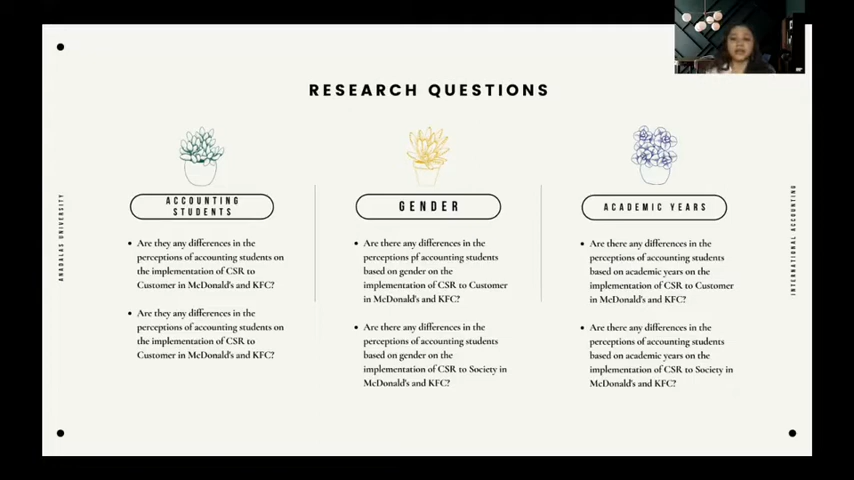 RESEARCH QUESTIONS
ACCOUNTING
STUDENTS
• Are they any differences in the
perceptions of accounting students on
the implementation of CSR to
Customer in McDonald's and KFC?
• Are they any differences in the
perceptions of accounting students on
the implementation of CSR to
Customer in McDonald's and KFC?
GENDER
• Are there any differences in the
perceptions pf accounting students
based on gender on the
implementation of CSR to Customer
in McDonald's and KFC?
• Are there any differences in the
perceptions of accounting students
based on gender on the
implementation of CSR to Society in
McDonald's and KFC?
ACADEMIC YEARS
• Are there any differences in the
perceptions of accounting students
based on academic years on the
implementation of CSR to Customer
in McDonald's and KFC?
• Are there any differences in the
perceptions of accounting students
based on academic years on the
implementation of CSR to Society in
McDonald's and KFC?
ANADALAS UNIVERSITY
INTERNATIONAL ACCOUNTING